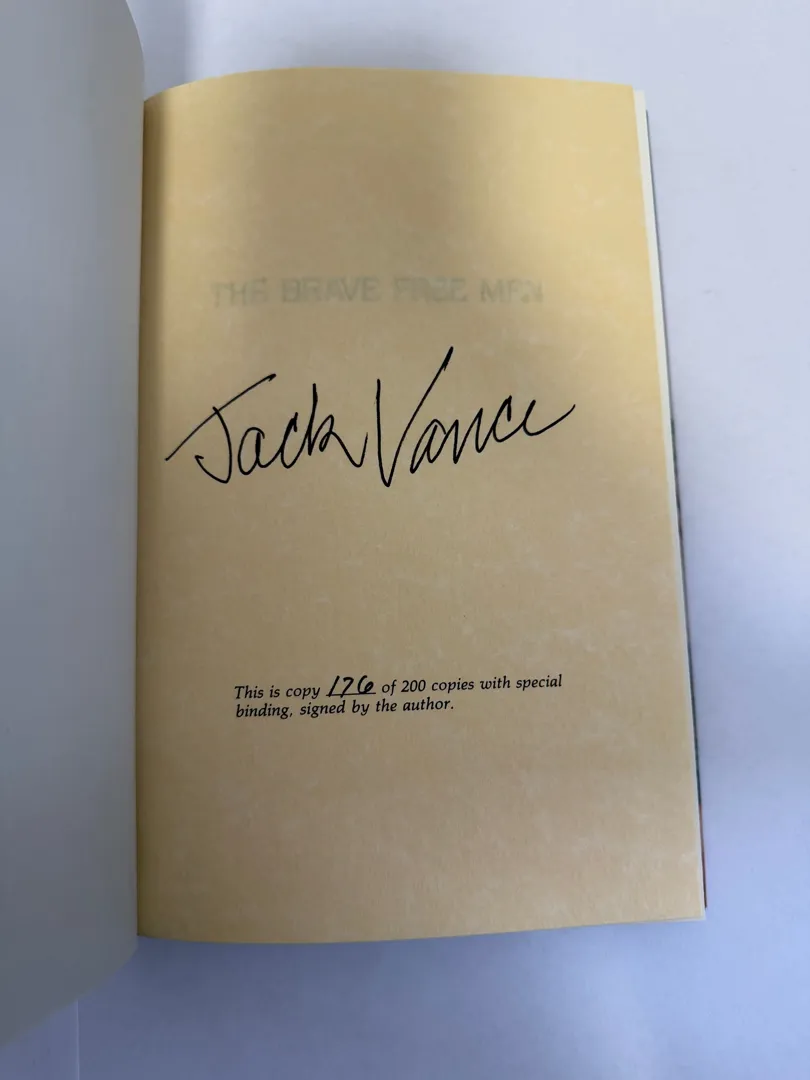 THE BRAVE FREE MEN
Jack Vance
This is copy 176 of 200 copies with special
binding, signed by the author.